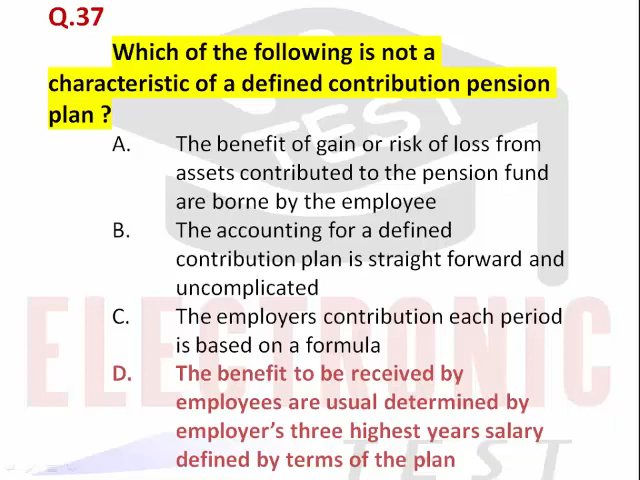 Q.37
Which of the following is not a
characteristic of a defined contribution pension
plan ?
A. The benefit of gain or risk of loss from
assets contributed to the pension fund
are borne by the employee
B. The accounting for a defined
contribution plan is straight forward and
uncomplicated
C. The employers contribution each period
is based on a formula
D. The benefit to be received by
employees are usual determined by
employer's three highest years salary
defined by terms of the plan
TEST
ELECTRONIC
TEST